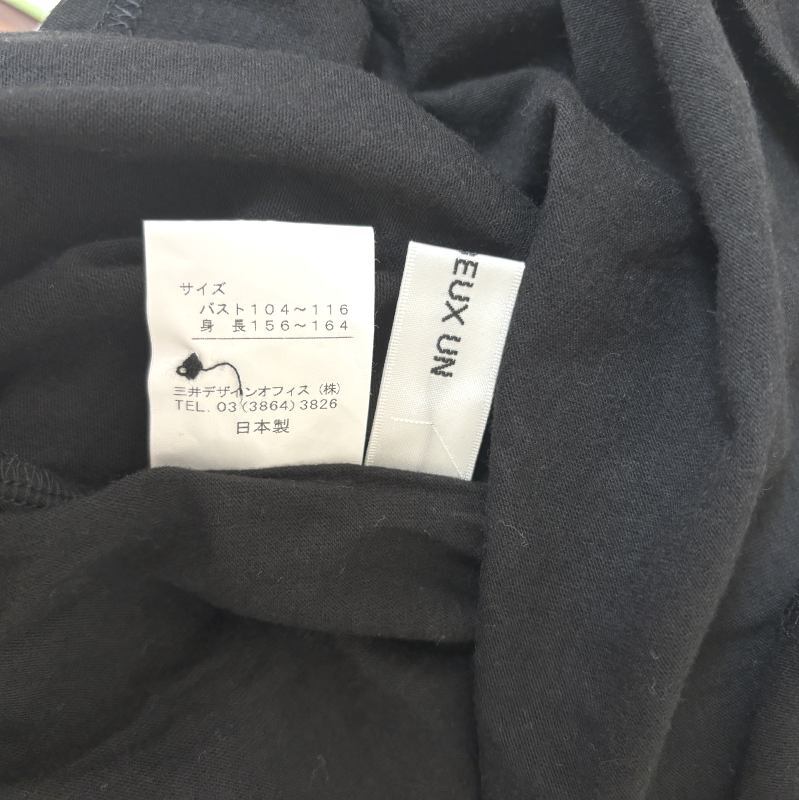 サイズ
バスト104～116
身　長156～164
三井デザインオフィス（株）
TEL. 03(3864)3826
日本製
EUX UN